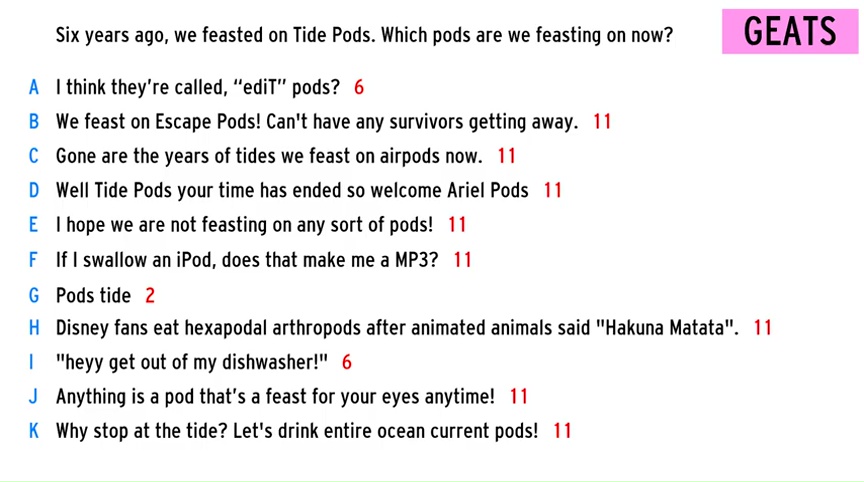 Six years ago, we feasted on Tide Pods. Which pods are we feasting on now?
GEATS
A I think they're called, “ediT” pods? 6
B We feast on Escape Pods! Can't have any survivors getting away. 11
C Gone are the years of tides we feast on airpods now. 11
D Well Tide Pods your time has ended so welcome Ariel Pods 11
E I hope we are not feasting on any sort of pods! 11
F If I swallow an iPod, does that make me a MP3? 11
G Pods tide 2
H Disney fans eat hexapodal arthropods after animated animals said "Hakuna Matata". 11
I "heyy get out of my dishwasher!" 6
J Anything is a pod that's a feast for your eyes anytime! 11
K Why stop at the tide? Let's drink entire ocean current pods! 11